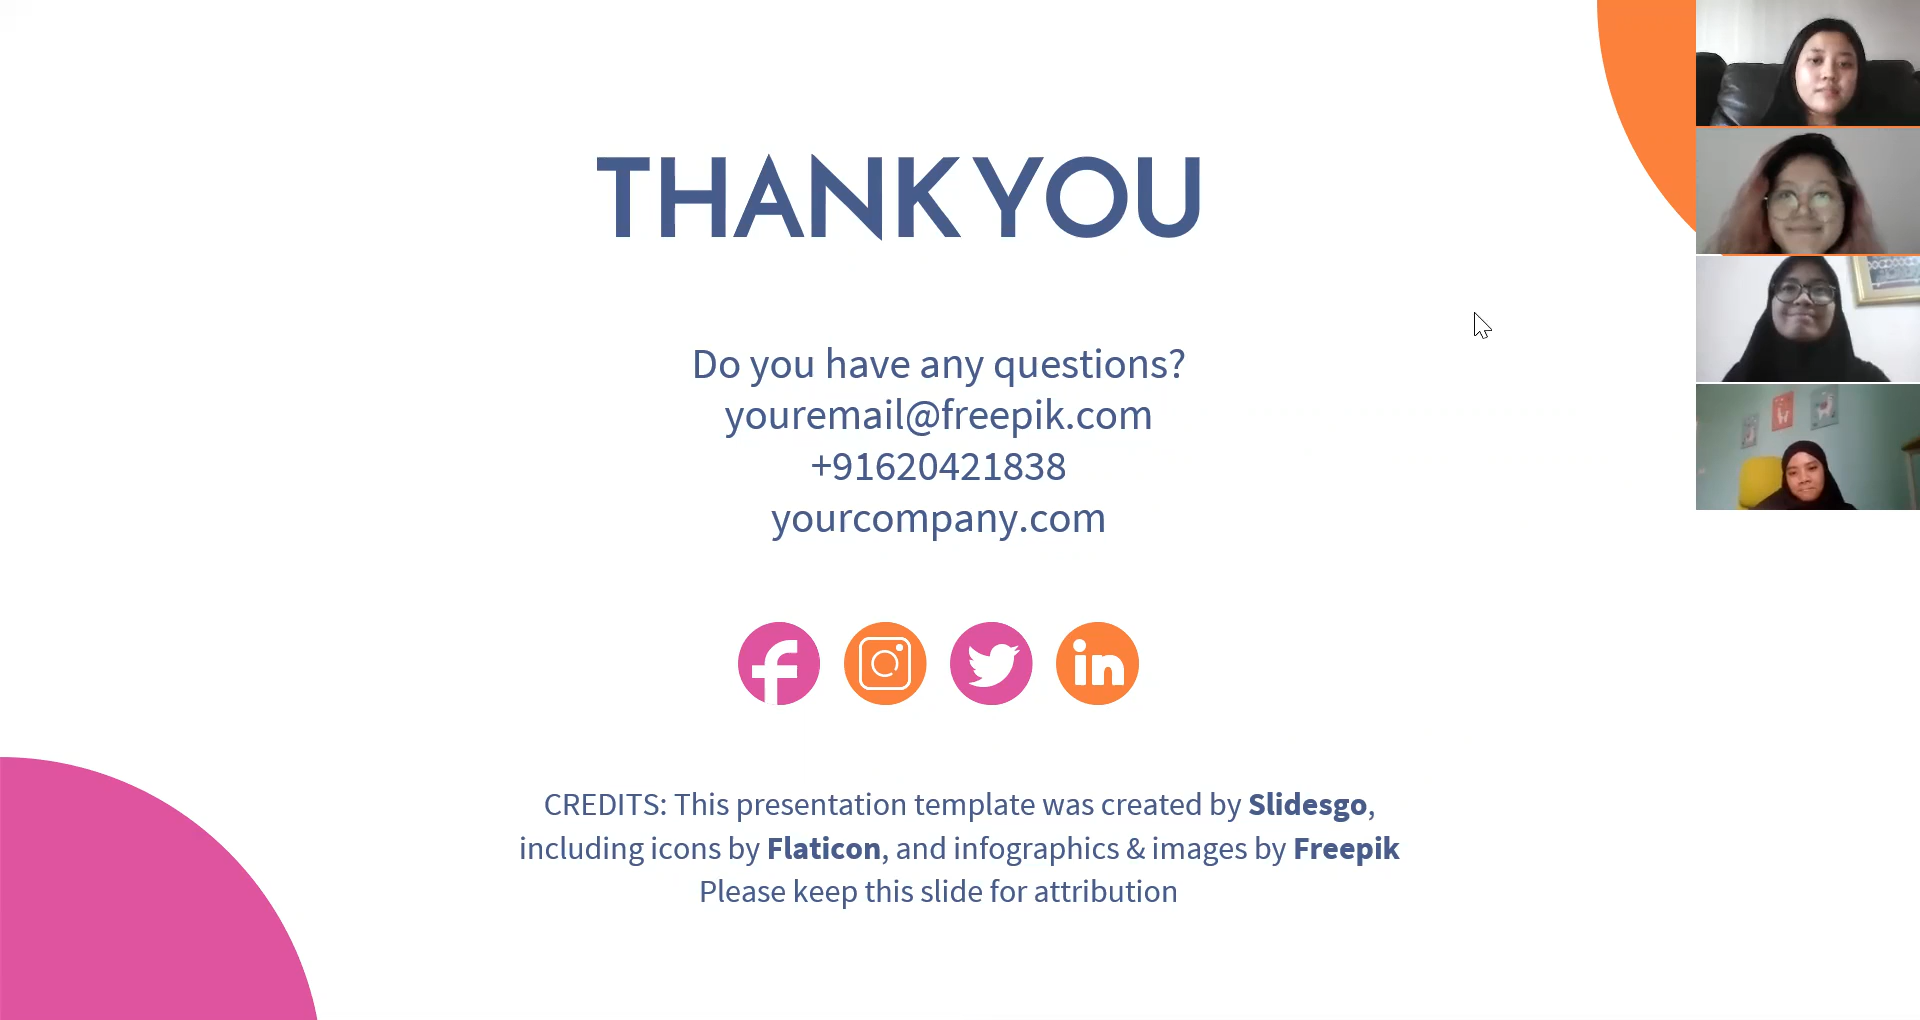 THANK YOU
Do you have any questions?
youremail@freepik.com
+91620421838
yourcompany.com
in
CREDITS: This presentation template was created by Slidesgo,
including icons by Flaticon, and infographics & images by Freepik
Please keep this slide for attribution